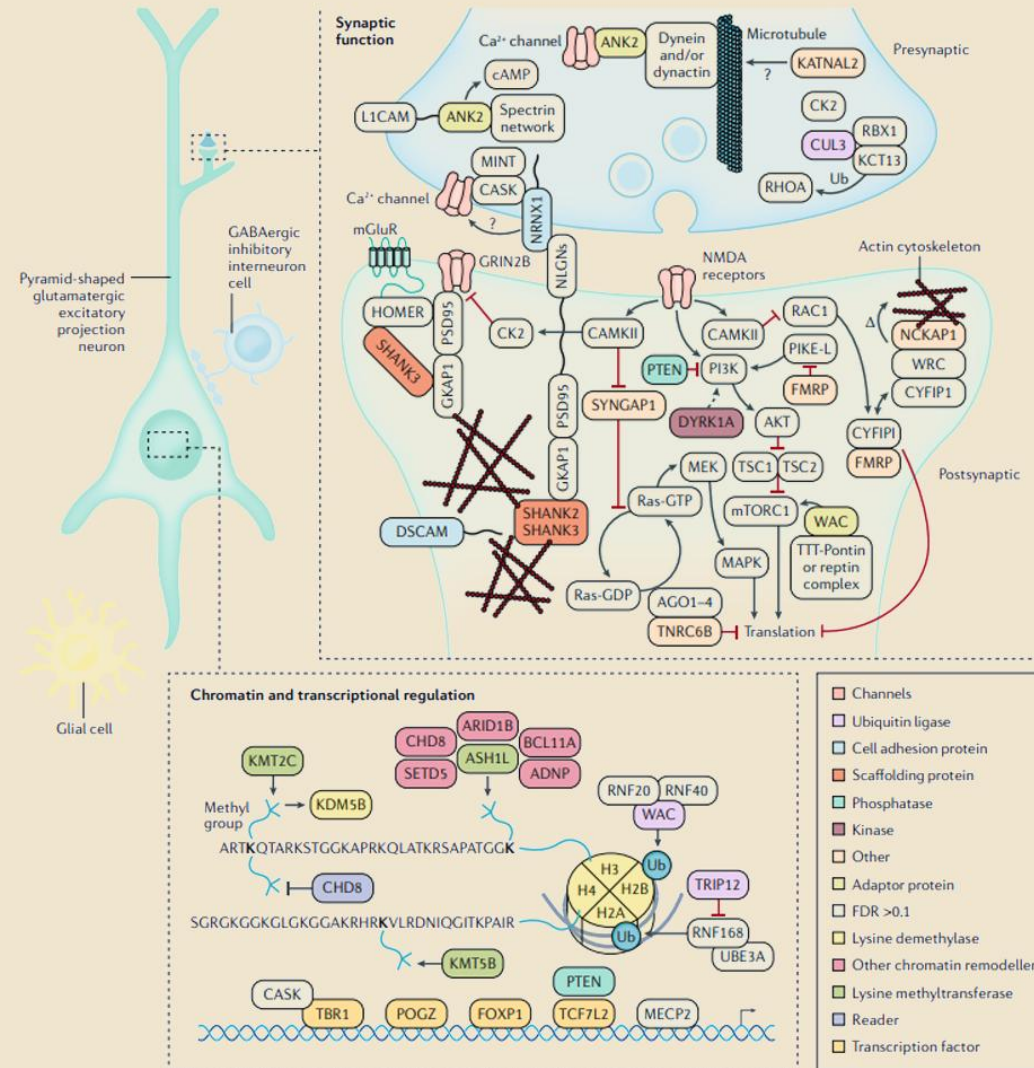 Synaptic
function
Ca²⁺ channel
ANK2
Dynein
and/or
dynactin
Microtubule
?
KATNAL2
Presynaptic
cAMP
L1CAM
ANK2
Spectrin
network
CK2
CUL3
RBX1
KCT13
Ub
RHOA
MINT
CASK
Ca²⁺ channel
?
NRNX1
NLGNs
mGluR
GRIN2B
NMDA
receptors
Actin cytoskeleton
GABAergic
inhibitory
interneuron
cell
Pyramid-shaped
glutamatergic
excitatory
projection
neuron
HOMER
PSD95
SHANK3
GKAP1
CK2
CAMKII
CAMKII
RAC1
Δ
NCKAP1
WRC
CYFIP1
PTEN
PI3K
PIKE-L
FMRP
SYNGAP1
DYRK1A
AKT
CYFIPI
FMRP
PSD95
GKAP1
MEK
TSC1
TSC2
Postsynaptic
Ras-GTP
mTORC1
WAC
SHANK2
SHANK3
DSCAM
MAPK
TTT-Pontin
or reptin
complex
Ras-GDP
AGO1–4
TNRC6B
Translation
Glial cell
Chromatin and transcriptional regulation
KMT2C
CHD8
ARID1B
BCL11A
SETD5
ASH1L
ADNP
Methyl
group
KDM5B
RNF20
RNF40
WAC
ARTKQTARKSTGGKAPRKQLATKRSAPATGGK
Ub
H3
H4
H2B
H2A
Ub
CHD8
TRIP12
SGRGKGGKGLGKGGAKRHRKVLRDNIQGITKPAIR
RNF168
UBE3A
KMT5B
CASK
TBR1
POGZ
FOXP1
PTEN
TCF7L2
MECP2
Channels
Ubiquitin ligase
Cell adhesion protein
Scaffolding protein
Phosphatase
Kinase
Other
Adaptor protein
FDR >0.1
Lysine demethylase
Other chromatin remodeller
Lysine methyltransferase
Reader
Transcription factor